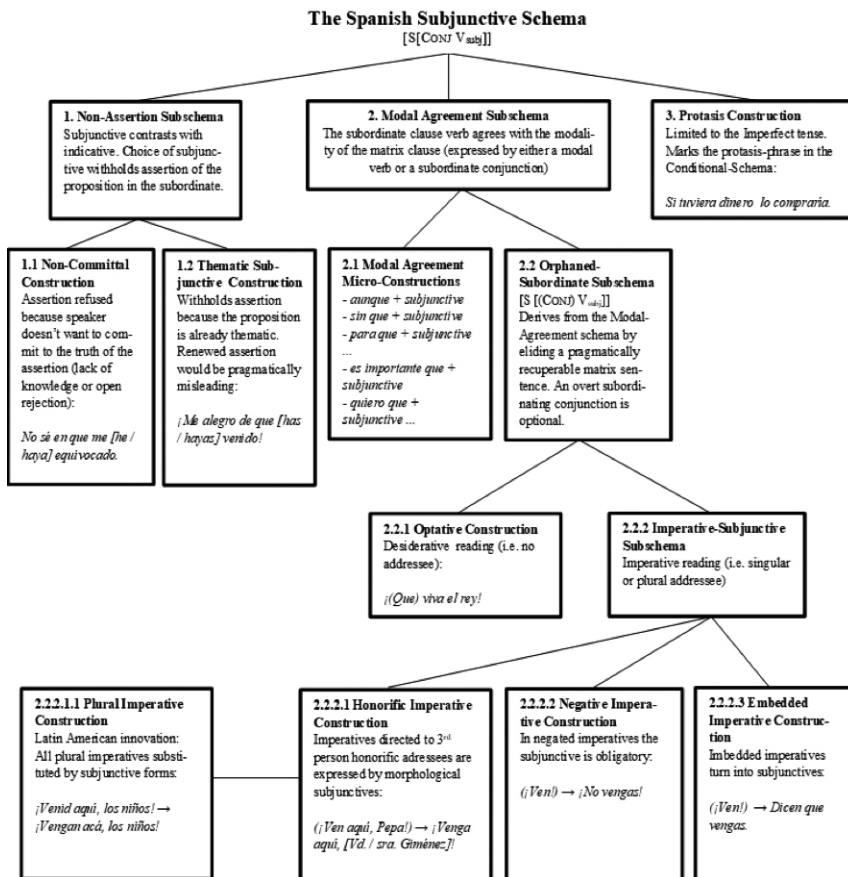 The Spanish Subjunctive Schema
[S[CONJ V subj]]
1. Non-Assertion Subschema
Subjunctive contrasts with
indicative. Choice of subjunc-
tive withholds assertion of the
proposition in the subordinate.
2. Modal Agreement Subschema
The subordinate clause verb agrees with the modali-
ty of the matrix clause (expressed by either a modal
verb or a subordinate conjunction)
3. Protasis Construction
Limited to the Imperfect tense.
Marks the protasis-phrase in the
Conditional-Schema:
Si tuviera dinero lo compraría.
1.1 Non-Committal
Construction
Assertion refused
because speaker
doesn't want to com-
mit to the truth of the
assertion (lack of
knowledge or open
rejection):
No sé en que me [he /
haya] equivocado.
1.2 Thematic Sub-
junctive Construction
Withholds assertion
because the proposition
is already thematic.
Renewed assertion
would be pragmatically
misleading:
¡Me alegro de que [has
/ hayas] venido!
2.1 Modal Agreement
Micro-Constructions
- aunque + subjunctive
- sin que + subjunctive
- para que + subjunctive
...
- es importante que +
subjunctive
- quiero que +
subjunctive ...
2.2 Orphaned-
Subordinate Subschema
[S [(CONJ) V subj]]
Derives from the Modal-
Agreement schema by
eliding a pragmatically
recuperable matrix sen-
tence. An overt subordi-
nating conjunction is
optional.
2.2.1 Optative Construction
Desiderative reading (i.e. no
addressee):
¡(Que) viva el rey!
2.2.2 Imperative-Subjunctive
Subschema
Imperative reading (i.e. singular
or plural addressee)
2.2.2.1.1 Plural Imperative
Construction
Latin American innovation:
All plural imperatives substi-
tuted by subjunctive forms:
¡Venid aquí, los niños! →
¡Vengan acá, los niños!
2.2.2.1 Honorific Imperative
Construction
Imperatives directed to 3rd
person honorific adressees are
expressed by morphological
subjunctives:
(¡Ven aquí, Pepa!) → ¡Venga
aquí, [Vd. / sra. Giménez]!
2.2.2.2 Negative Impera-
tive Construction
In negated imperatives the
subjunctive is obligatory:
(¡Ven!) → ¡No vengas!
2.2.2.3 Embedded
Imperative Construc-
tion
Embedded imperatives
turn into subjunctives:
(¡Ven!) → Dicen que
vengas.